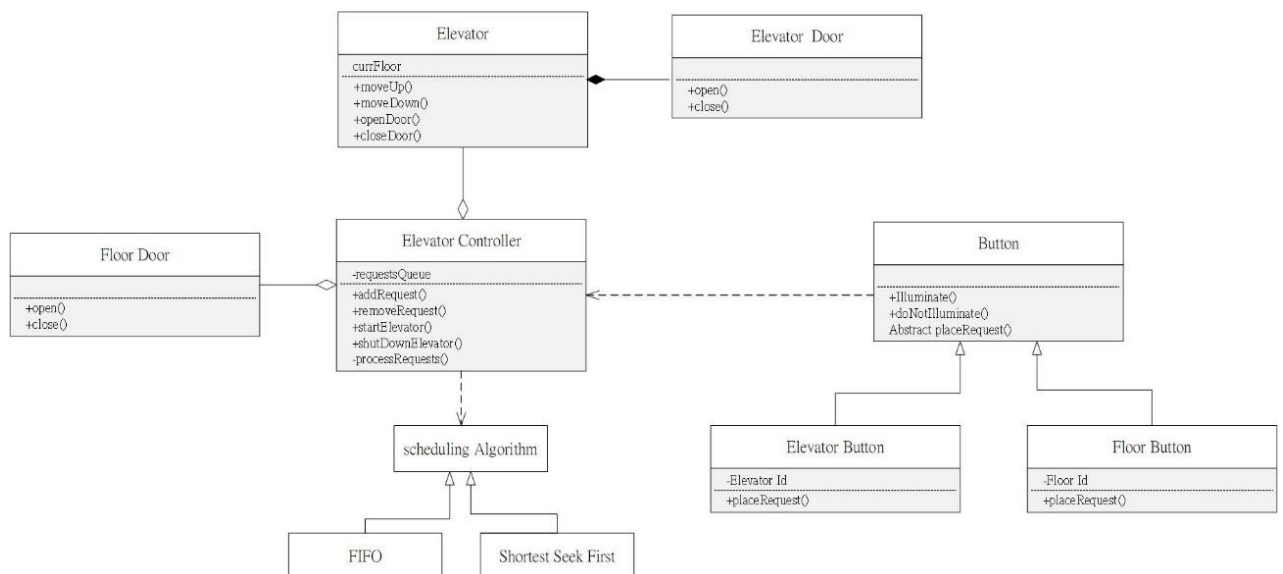 Elevator
currFloor
+moveUp()
+moveDown()
+openDoor()
+closeDoor()
Elevator Door
+open()
+close()
Floor Door
+open()
+close()
Elevator Controller
-requestsQueue
+addRequest()
+removeRequest()
+startElevator()
+shutDownElevator()
-processRequests()
Button
+Illuminate()
+doNotIlluminate()
Abstract placeRequest()
scheduling Algorithm
Elevator Button
-Elevator Id
+placeRequest()
Floor Button
-Floor Id
+placeRequest()
FIFO
Shortest Seek First